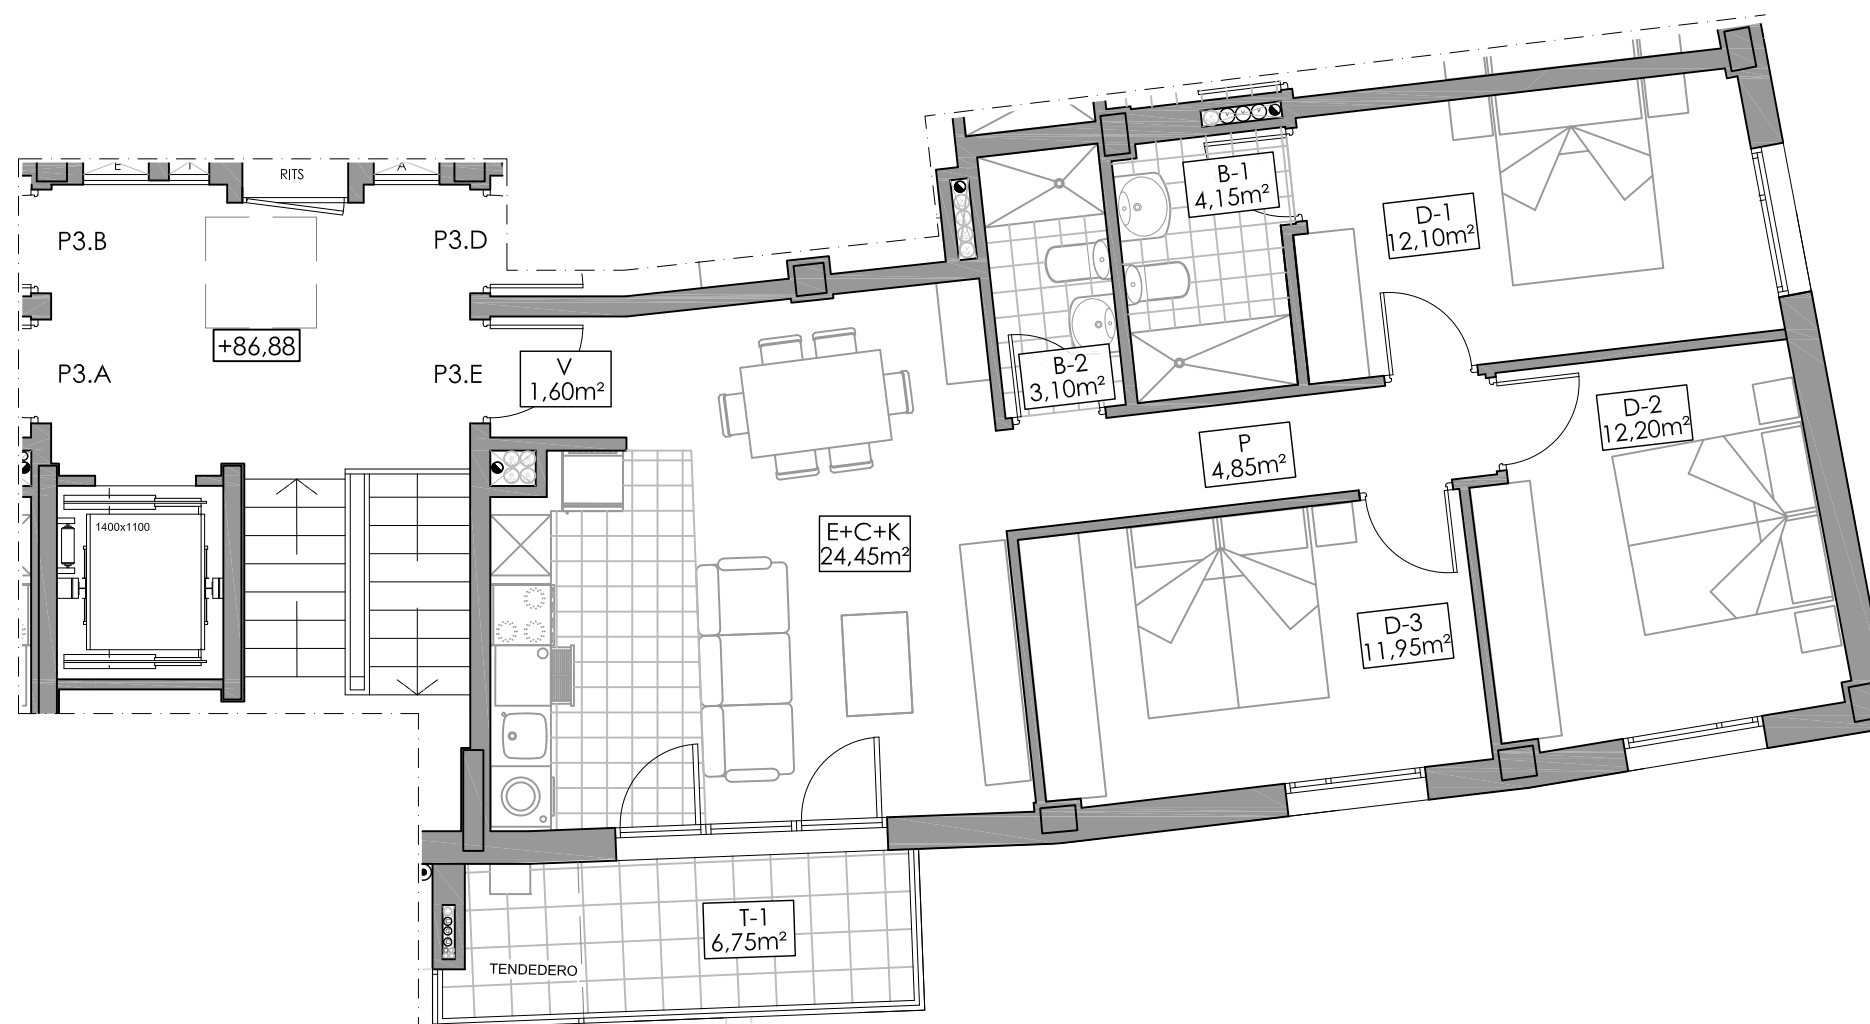 E
T
RITS
A
P3.B
P3.D
+86,88
P3.A
P3.E
V
1,60m²
1400x1100
B-1
4,15m²
D-1
12,10m²
B-2
3,10m²
D-2
12,20m²
P
4,85m²
E+C+K
24,45m²
D-3
11,95m²
T-1
6,75m²
TENDEDERO